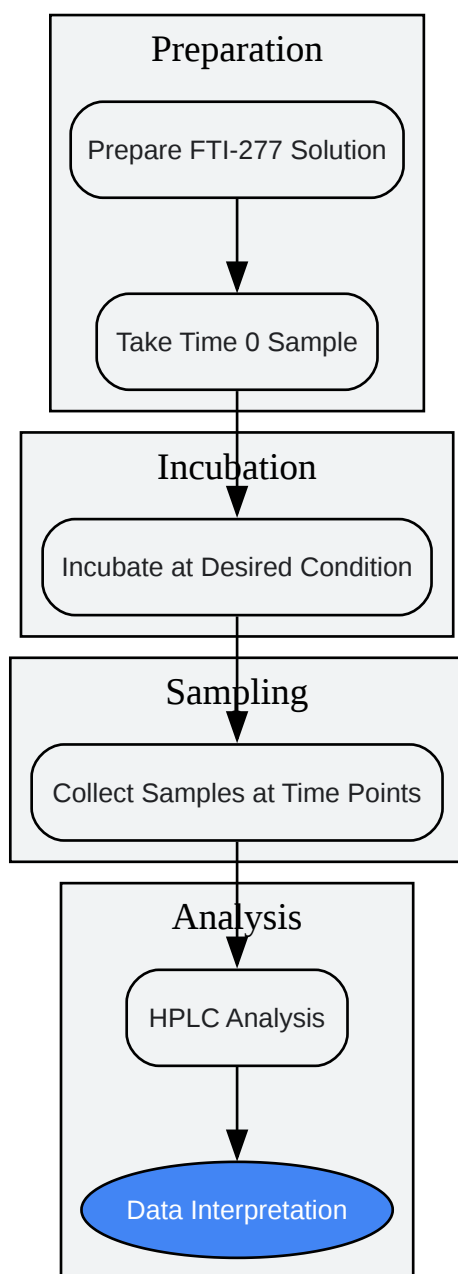 Preparation
Prepare FTI-277 Solution
Take Time 0 Sample
Incubation
Incubate at Desired Condition
Sampling
Collect Samples at Time Points
Analysis
HPLC Analysis
Data Interpretation